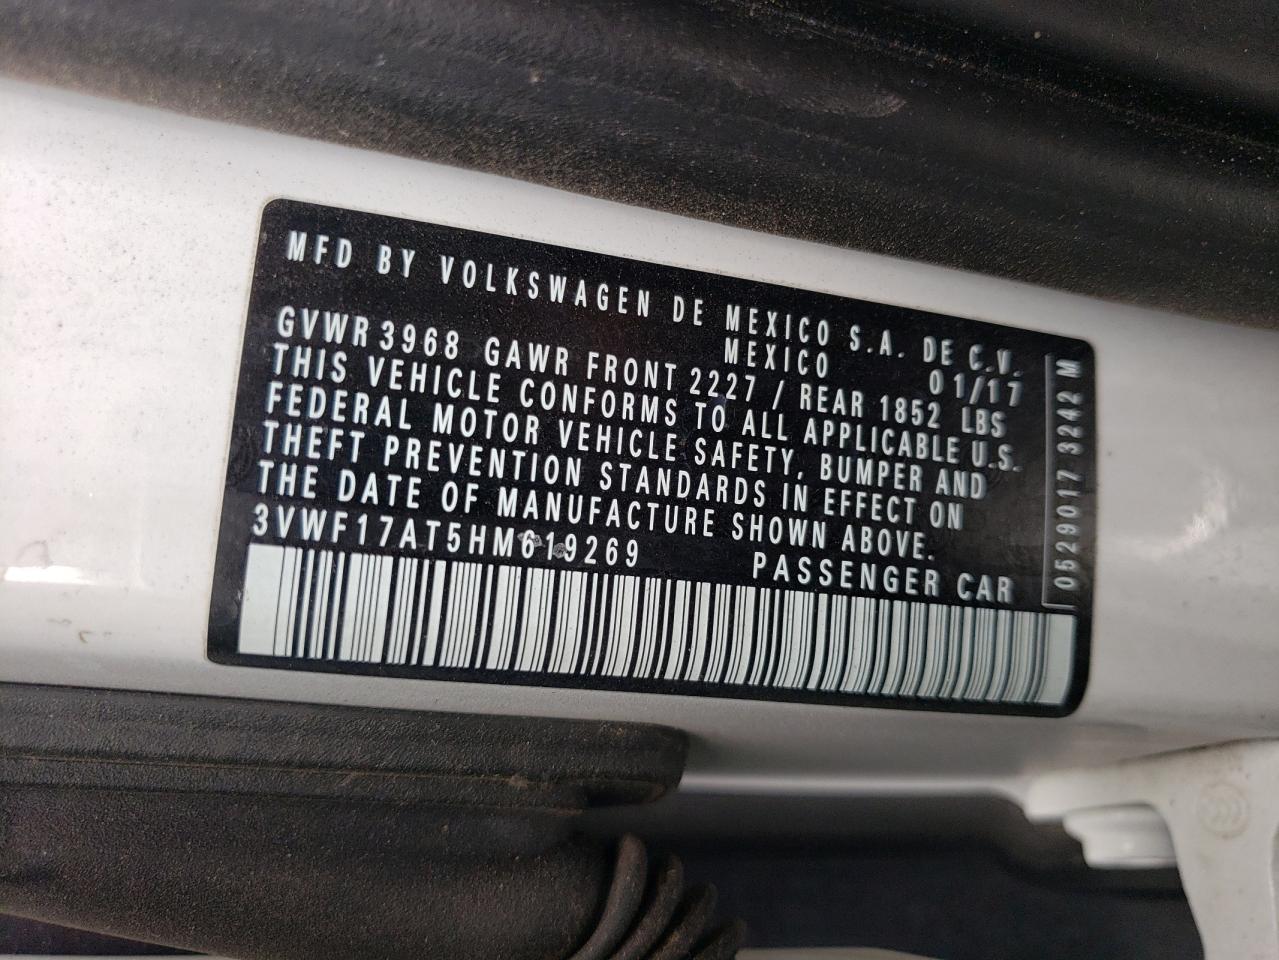 MFD BY VOLKSWAGEN DE MEXICO S.A. DE C.V.
MEXICO 01/17
GVWR 3968 GAWR FRONT 2227 / REAR 1852 LBS
THIS VEHICLE CONFORMS TO ALL APPLICABLE U.S.
FEDERAL MOTOR VEHICLE SAFETY, BUMPER AND
THEFT PREVENTION STANDARDS IN EFFECT ON
THE DATE OF MANUFACTURE SHOWN ABOVE.
3VWF17AT5HM619269 PASSENGER CAR
0529017 3242 M